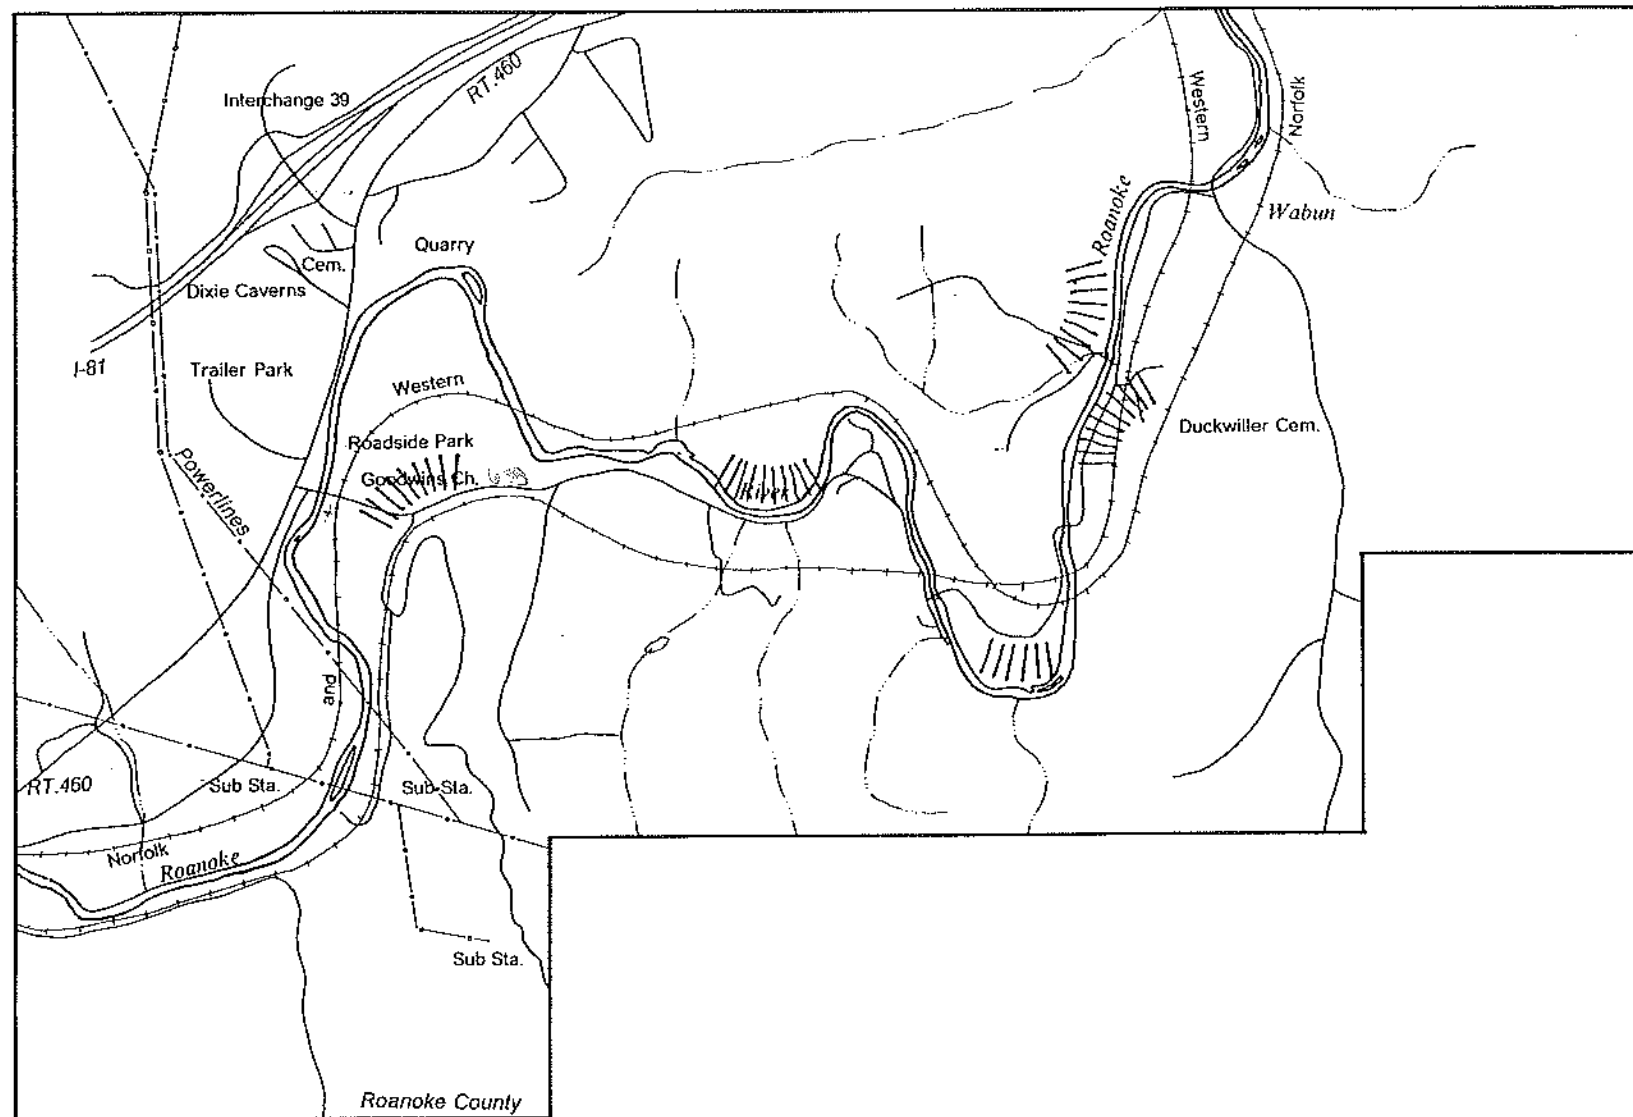 RT.460
Interchange 39
Western
Norfolk
Roanoke
Wabun
Quarry
Cem.
Dixie Caverns
I-81
Trailer Park
Western
Duckwiller Cem.
Roadside Park
Goodwins Ch.
River
Powerlines
and
RT.460
Sub Sta.
Sub Sta.
Norfolk
Roanoke
Sub Sta.
Roanoke County